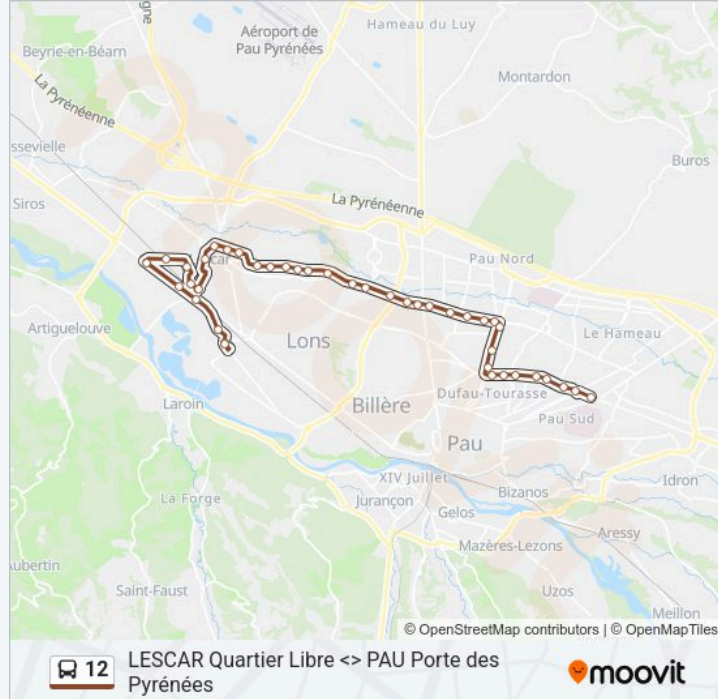 Hameau du Luy
Aéroport de
Pau Pyrénées
Beyrie-en-Béarn
Montardon
La Pyrénéenne
Buros
Siros
La Pyrénéenne
Pau Nord
Artiguelouve
Le Hameau
Lons
Laroin
Billère
Dufau-Tourasse
Pau Sud
Pau
XIV Juillet
Idron
La Forge
Jurançon
Bizanos
Gelos
Aressy
Mazères-Lezons
Saint-Faust
Uzos
Meillon
© OpenStreetMap contributors | © OpenMapTiles
12
LESCAR Quartier Libre <> PAU Porte des
Pyrénées
moovit